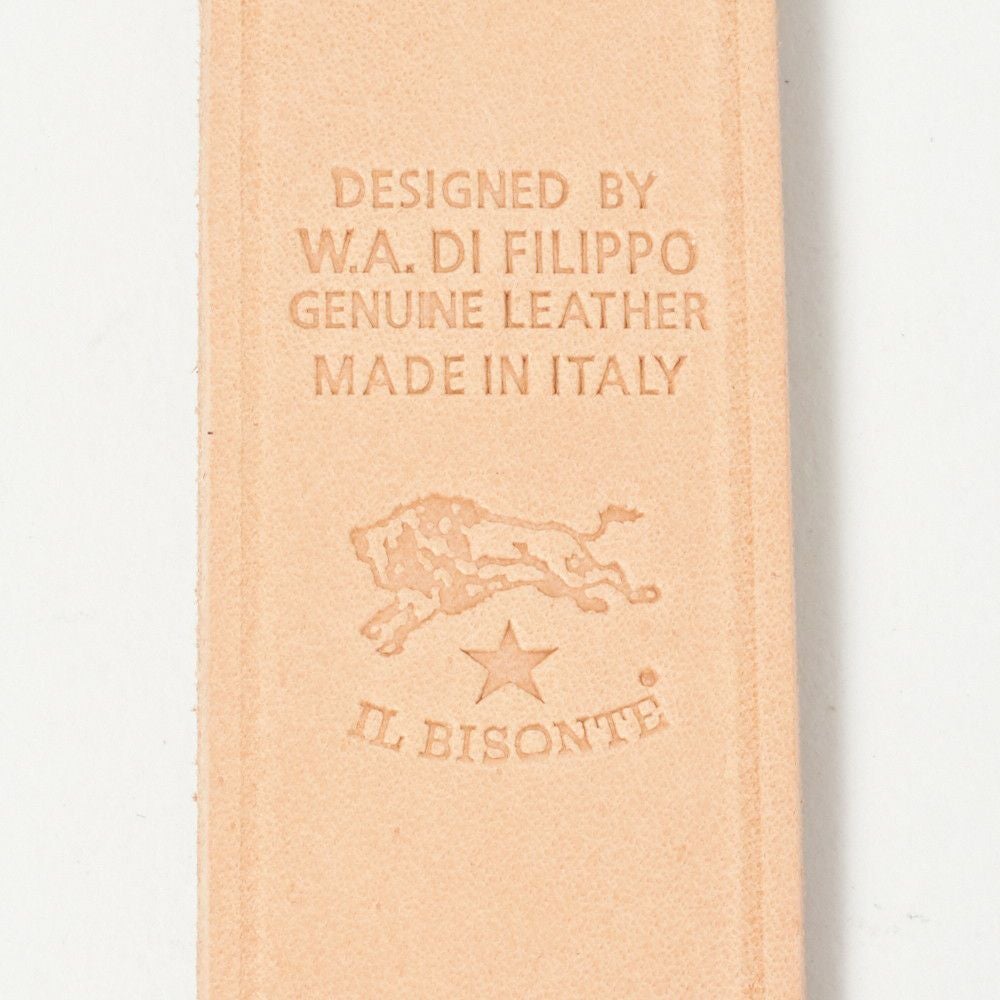 DESIGNED BY
W.A. DI FILIPPO
GENUINE LEATHER
MADE IN ITALY
IL BISONTE